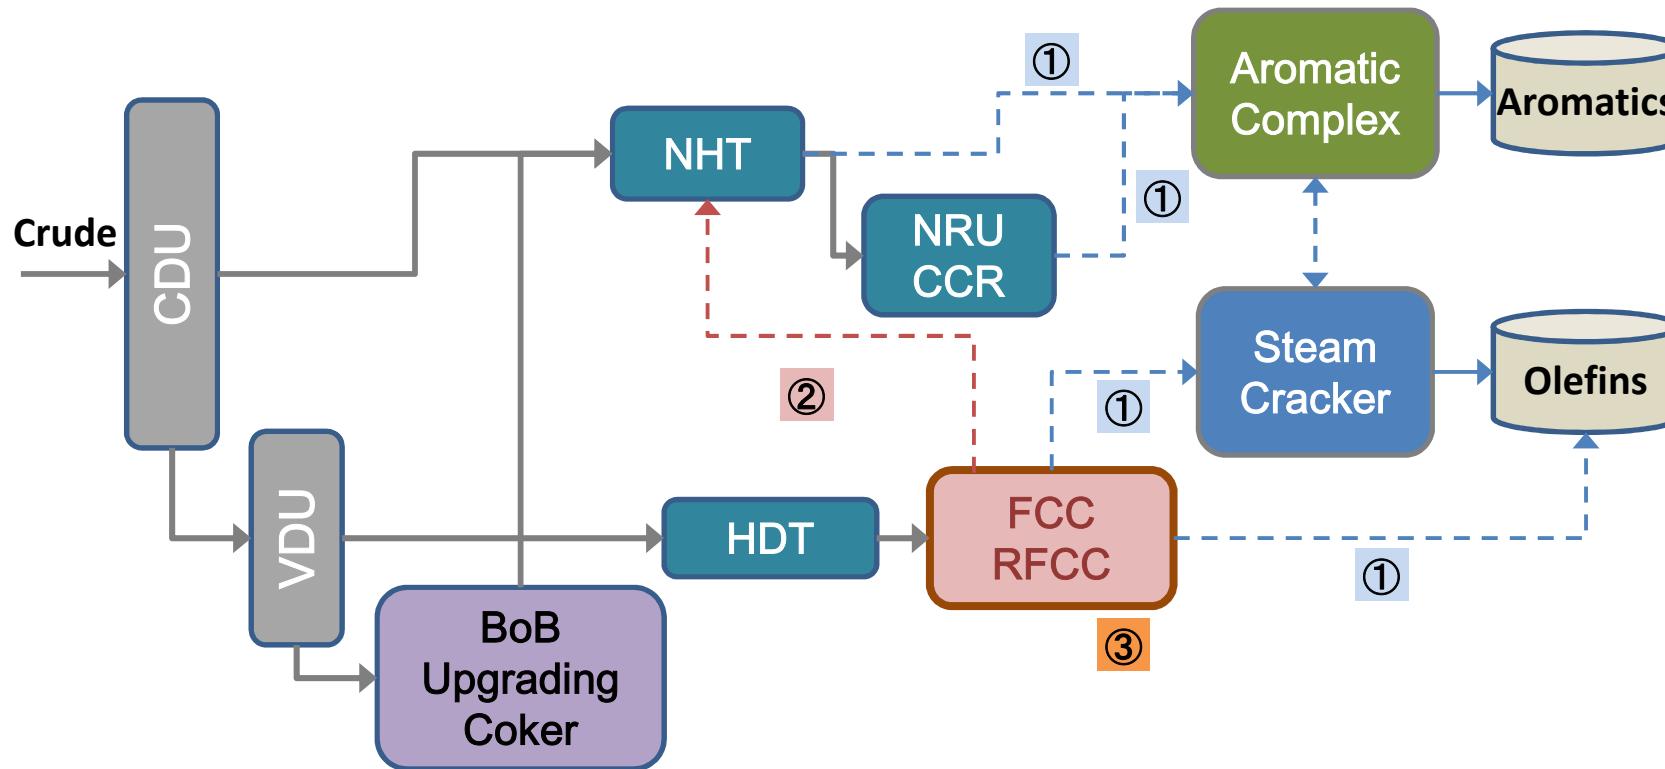 ①
Aromatic
Complex
Aromatics
NHT
①
NRU
CCR
Crude
CDU
Steam
Cracker
Olefins
②
①
VDU
HDT
FCC
RFCC
①
BoB
Upgrading
Coker
③